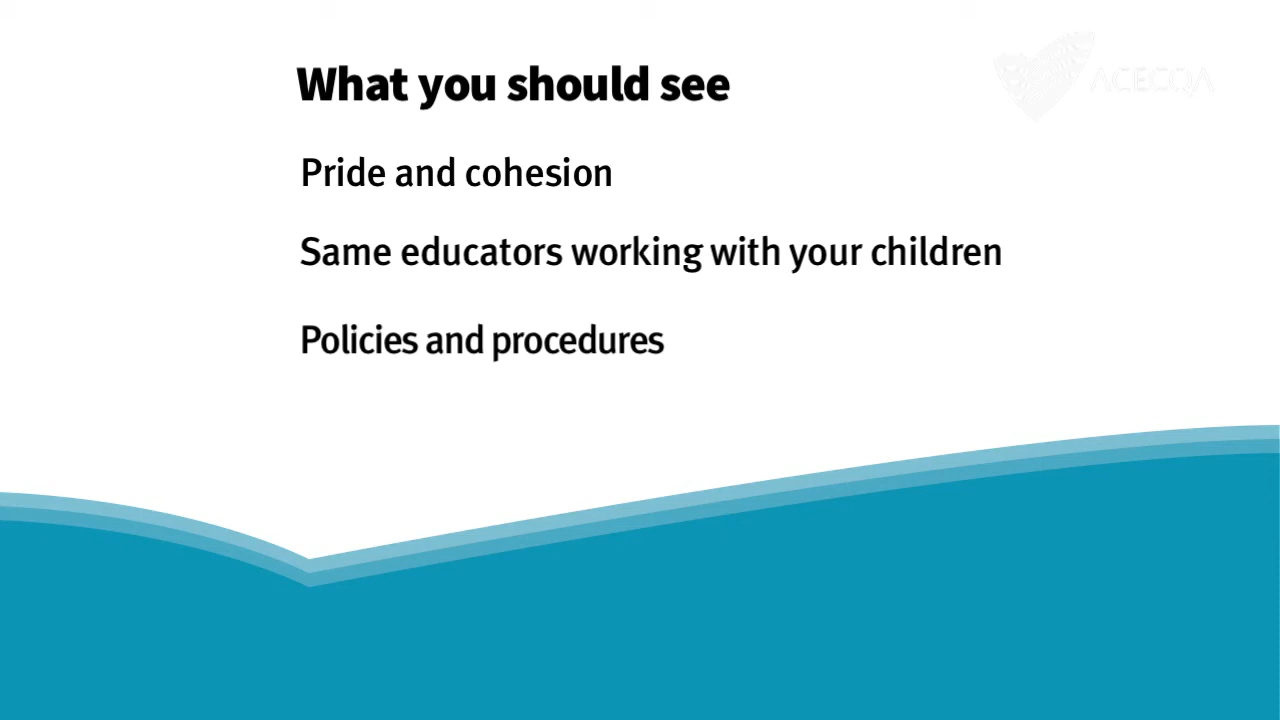 What you should see
ACECQA
Pride and cohesion
Same educators working with your children
Policies and procedures